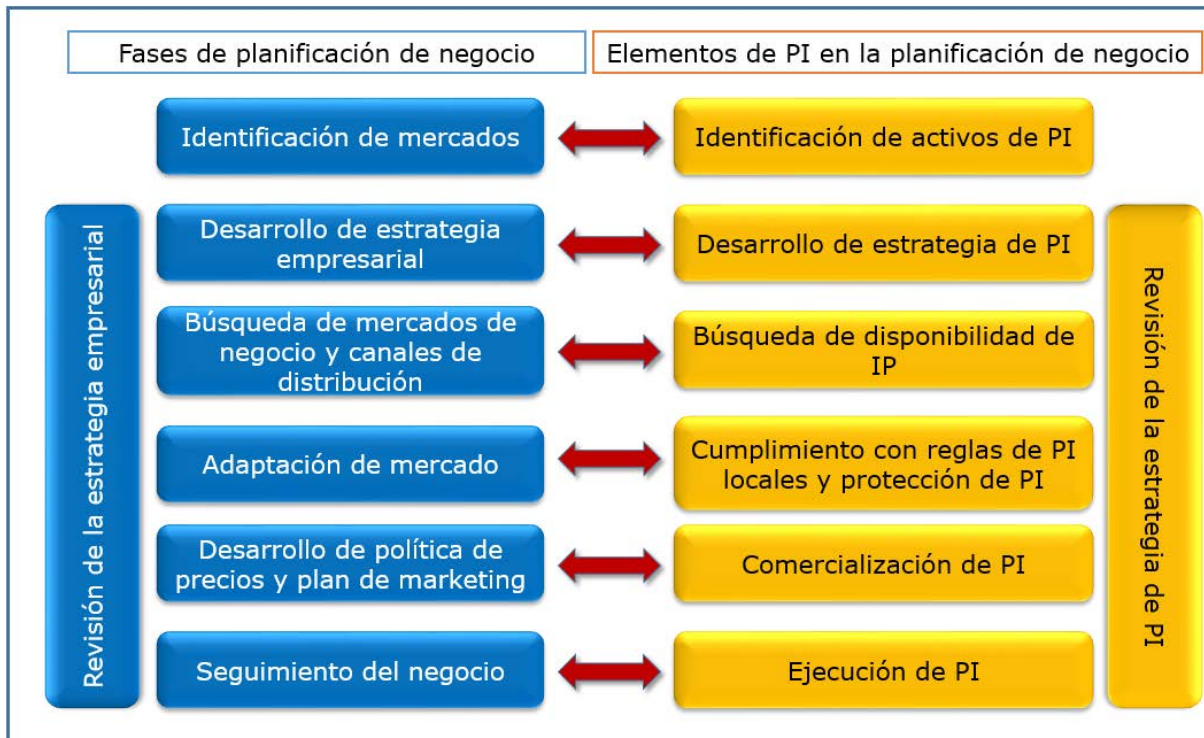 Fases de planificación de negocio
Elementos de PI en la planificación de negocio
Identificación de mercados
Identificación de activos de PI
Revisión de la estrategia empresarial
Desarrollo de estrategia
empresarial
Desarrollo de estrategia de PI
Búsqueda de mercados de
negocio y canales de
distribución
Búsqueda de disponibilidad de
IP
Adaptación de mercado
Cumplimiento con reglas de PI
locales y protección de PI
Desarrollo de política de
precios y plan de marketing
Comercialización de PI
Seguimiento del negocio
Ejecución de PI
Revisión de la estrategia de PI